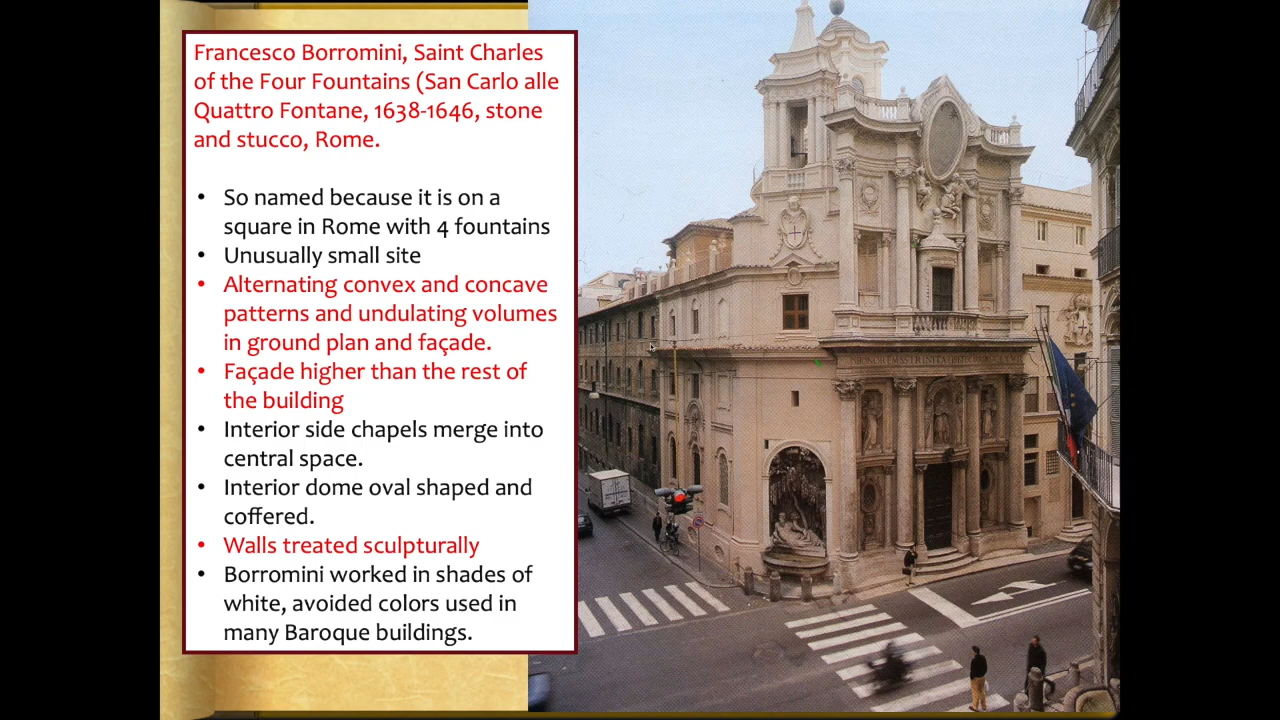 Francesco Borromini, Saint Charles
of the Four Fountains (San Carlo alle
Quattro Fontane, 1638-1646, stone
and stucco, Rome.
• So named because it is on a
square in Rome with 4 fountains
• Unusually small site
• Alternating convex and concave
patterns and undulating volumes
in ground plan and façade.
• Façade higher than the rest of
the building
• Interior side chapels merge into
central space.
• Interior dome oval shaped and
coffered.
• Walls treated sculpturally
• Borromini worked in shades of
white, avoided colors used in
many Baroque buildings.